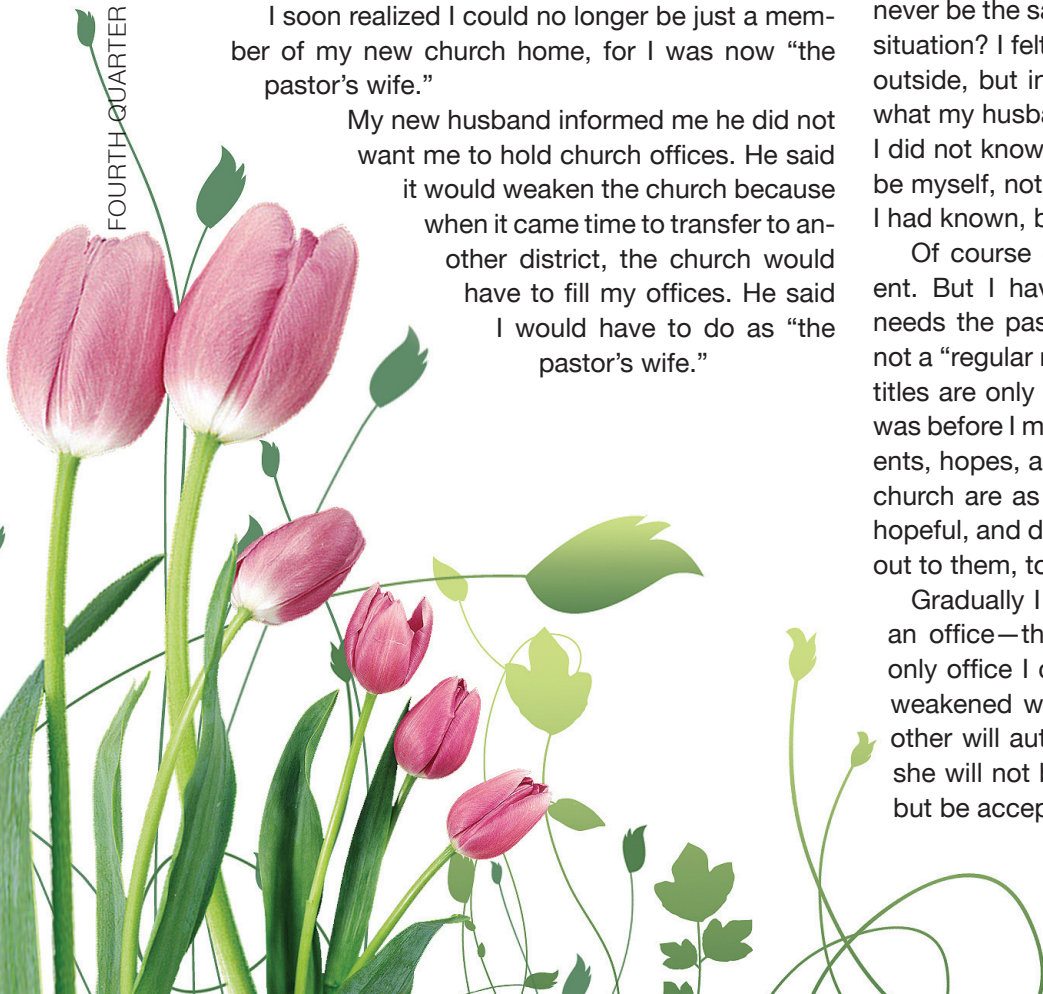 FOURTH QUARTER
I soon realized I could no longer be just a mem-
ber of my new church home, for I was now “the
pastor’s wife.”
My new husband informed me he did not
want me to hold church offices. He said
it would weaken the church because
when it came time to transfer to an-
other district, the church would
have to fill my offices. He said
I would have to do as “the
pastor’s wife.”
never be the sa
situation? I felt
outside, but in
what my husba
I did not know
be myself, not
I had known, b
Of course
ent. But I hav
needs the pas
not a “regular
titles are only
was before I m
ents, hopes, a
church are as
hopeful, and d
out to them, to
Gradually I
an office—th
only office I
weakened w
other will aut
she will not
but be accep